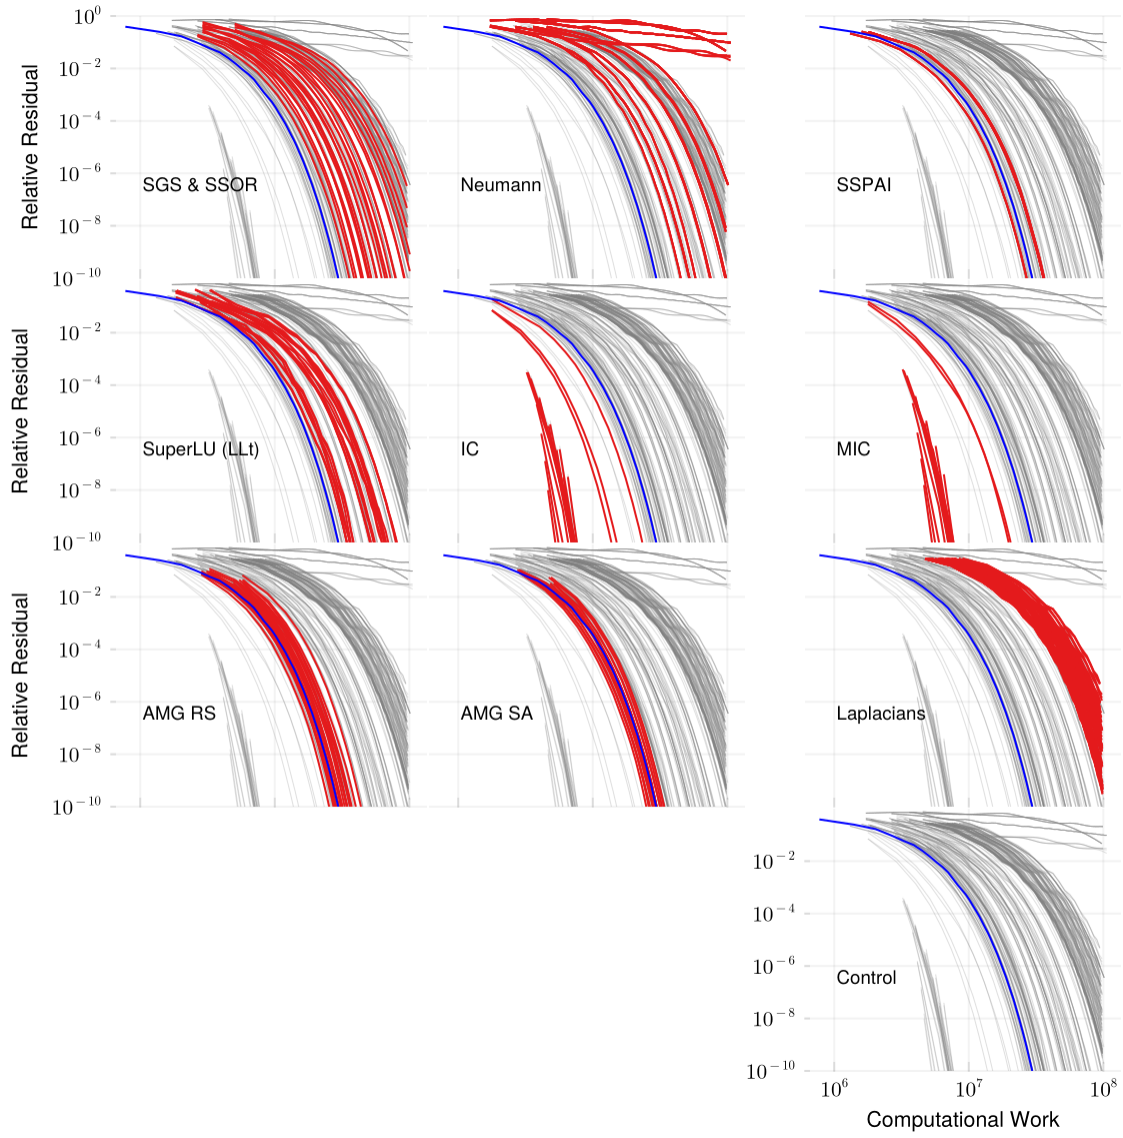 10^0
10^−2
10^−4
10^−6
10^−8
10^−10
Relative Residual
SGS & SSOR
Neumann
SSPAI
10^−2
10^−4
10^−6
10^−8
10^−10
Relative Residual
SuperLU (LLt)
IC
MIC
10^−2
10^−4
10^−6
10^−8
10^−10
Relative Residual
AMG RS
AMG SA
Laplacians
10^−2
10^−4
10^−6
10^−8
10^−10
Control
10^6 10^7 10^8
Computational Work